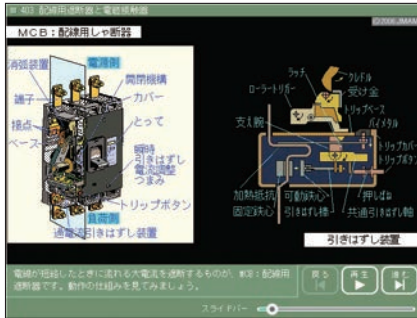 403 配線用遮断器と電磁接触器
MCB：配線用しゃ断器
消弧装置
電源側
開閉機構
端子
カバー
接点
とって
ベース
瞬時
引きはずし
電流調整
つまみ
トリップボタン
負荷側
過電流引きはずし装置
ラッチ
クレドル
ローラートリガー
受け金
トリップベース
バイメタル
支え腕
トリップカバー
トリップボタン
加熱抵抗
可動鉄心
押しばね
固定鉄心
引きはずし棒
共通引きはずし軸
引きはずし装置
電線が短絡したときに流れる大電流を遮断するものが、MCB：配線用
遮断器です。動作の仕組みを見てみましょう。
戻る
再生
進む
スライドバー